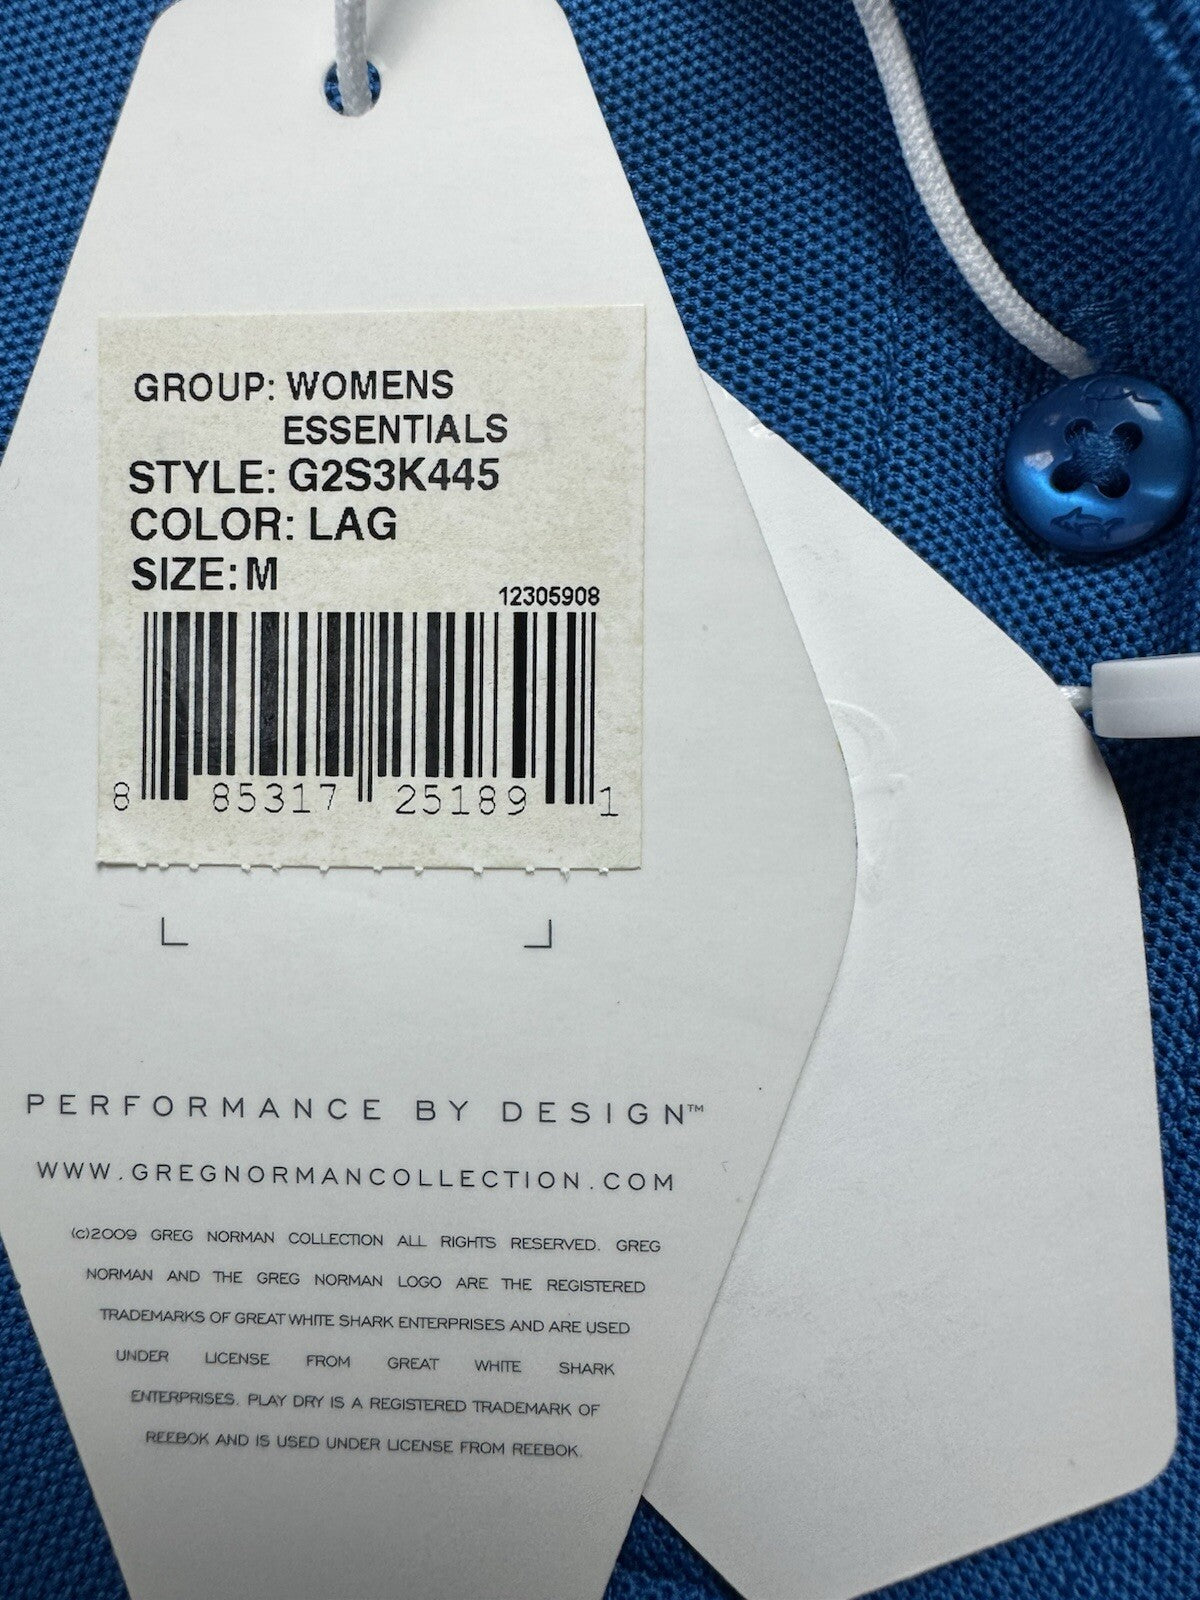 GROUP: WOMENS
ESSENTIALS
STYLE: G2S3K445
COLOR: LAG
SIZE: M
12305908
8 85317 25189 1
PERFORMANCE BY DESIGN™
WWW.GREGNORMANCOLLECTION.COM
(c)2009 GREG NORMAN COLLECTION ALL RIGHTS RESERVED. GREG
NORMAN AND THE GREG NORMAN LOGO ARE THE REGISTERED
TRADEMARKS OF GREAT WHITE SHARK ENTERPRISES AND ARE USED
UNDER LICENSE FROM GREAT WHITE SHARK
ENTERPRISES. PLAY DRY IS A REGISTERED TRADEMARK OF
REEBOK AND IS USED UNDER LICENSE FROM REEBOK.